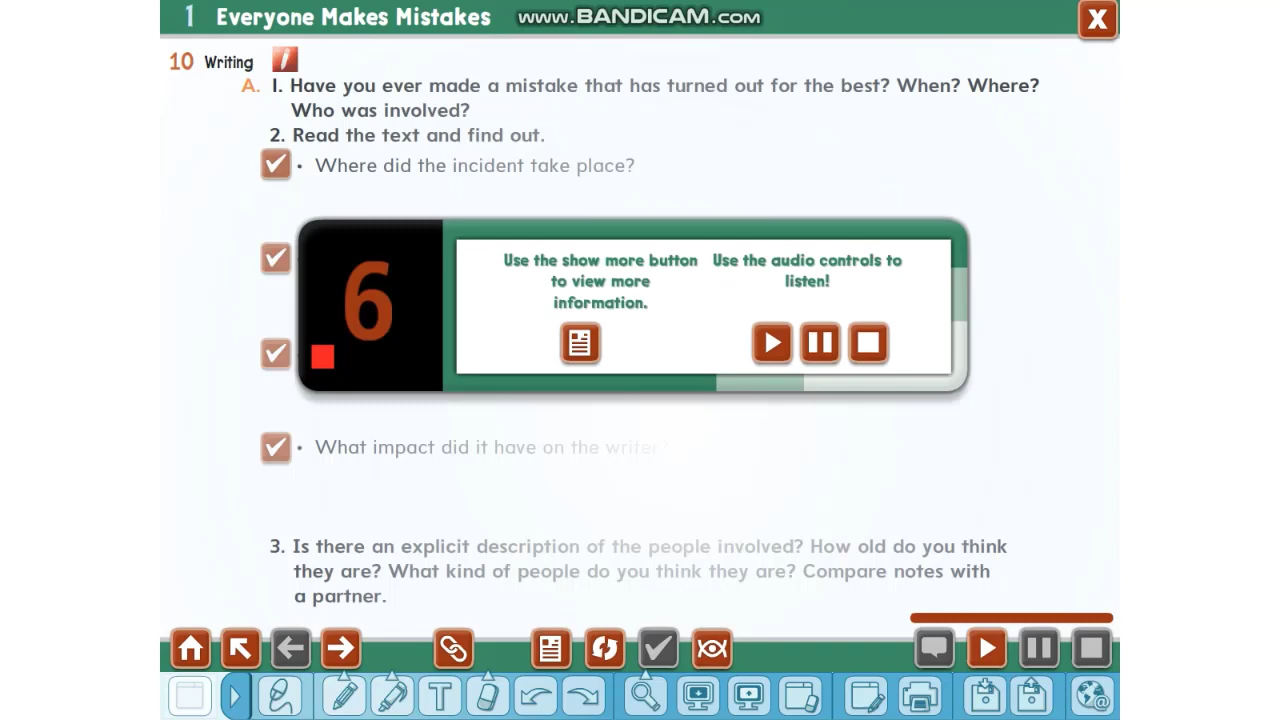 1 Everyone Makes Mistakes www.BANDICAM.com X
10 Writing
A. 1. Have you ever made a mistake that has turned out for the best? When? Where?
Who was involved?
2. Read the text and find out.
• Where did the incident take place?
6
Use the show more button
to view more
information.
Use the audio controls to
listen!
• What impact did it have on the writer?
3. Is there an explicit description of the people involved? How old do you think
they are? What kind of people do you think they are? Compare notes with
a partner.
T
@